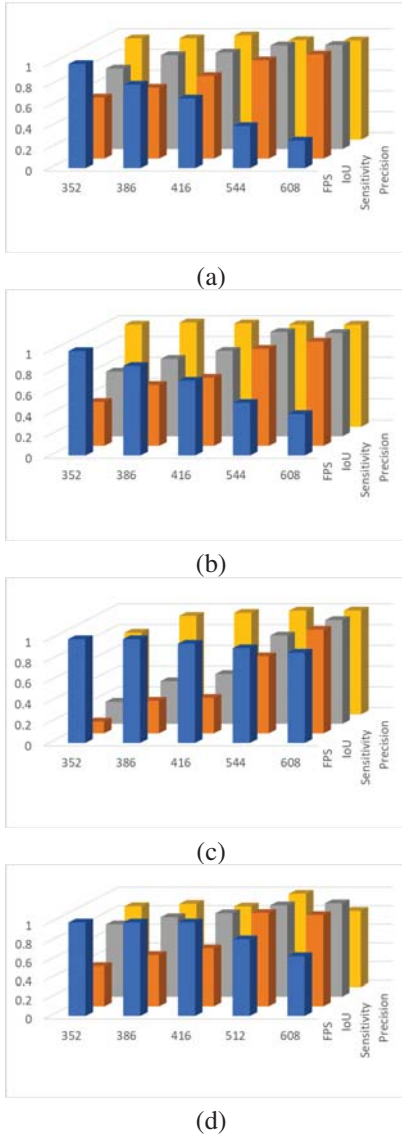 1
0.8
0.6
0.4
0.2
0
352 386 416 544 608
FPS
IoU
Sensitivity
Precision
(a)
1
0.8
0.6
0.4
0.2
0
352 386 416 544 608
FPS
IoU
Sensitivity
Precision
(b)
1
0.8
0.6
0.4
0.2
0
352 386 416 544 608
FPS
IoU
Sensitivity
Precision
(c)
1
0.8
0.6
0.4
0.2
0
352 386 416 512 608
FPS
IoU
Sensitivity
Precision
(d)